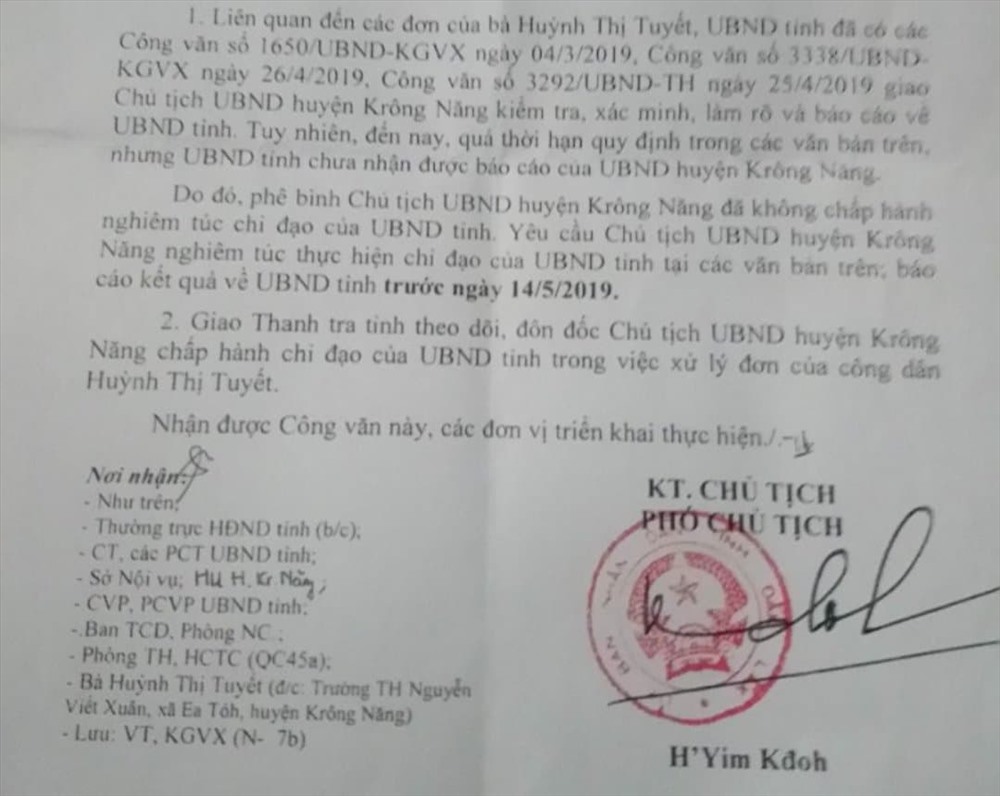 1. Liên quan đến các đơn của bà Huỳnh Thị Tuyết, UBND tỉnh đã có các
Công văn số 1650/UBND-KGVX ngày 04/3/2019, Công văn số 3338/UBND-
KGVX ngày 26/4/2019, Công văn số 3292/UBND-TH ngày 25/4/2019 giao
Chủ tịch UBND huyện Krông Năng kiểm tra, xác minh, làm rõ và báo cáo về
UBND tỉnh. Tuy nhiên, đến nay, quá thời hạn quy định trong các văn bản trên,
nhưng UBND tỉnh chưa nhận được báo cáo của UBND huyện Krông Năng.
Do đó, phê bình Chủ tịch UBND huyện Krông Năng đã không chấp hành
nghiêm túc chỉ đạo của UBND tỉnh. Yêu cầu Chủ tịch UBND huyện Krông
Năng nghiêm túc thực hiện chỉ đạo của UBND tỉnh tại các văn bản trên; báo
cáo kết quả về UBND tỉnh trước ngày 14/5/2019.
2. Giao Thanh tra tỉnh theo dõi, đôn đốc Chủ tịch UBND huyện Krông
Năng chấp hành chỉ đạo của UBND tỉnh trong việc xử lý đơn của công dân
Huỳnh Thị Tuyết.
Nhận được Công văn này, các đơn vị triển khai thực hiện./.
Nơi nhận:
- Như trên;
- Thường trực HĐND tỉnh (b/c);
- CT, các PCT UBND tỉnh;
- Sở Nội vụ; HU H. Kr Năng;
- CVP, PCVP UBND tỉnh;
- Ban TCD, Phòng NC ;
- Phòng TH, HCTC (QC45a);
- Bà Huỳnh Thị Tuyết (đ/c: Trường TH Nguyễn
Viết Xuân, xã Ea Tóh, huyện Krông Năng)
- Lưu: VT, KGVX (N- 7b)
KT. CHỦ TỊCH
PHÓ CHỦ TỊCH
H'Yim Kđoh